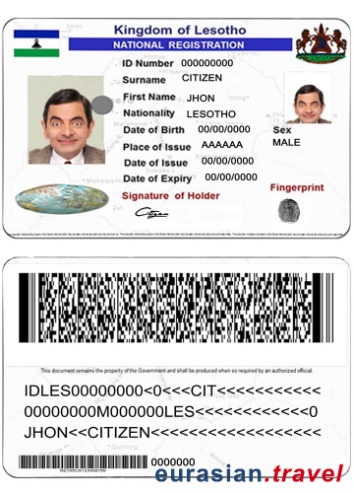 Kingdom of Lesotho
NATIONAL REGISTRATION
ID Number 000000000
Surname CITIZEN
First Name JHON
Nationality LESOTHO
Date of Birth 00/00/0000 Sex
Place of Issue AAAAAA MALE
Date of Issue 00/00/0000
Date of Expiry 00/00/0000
Signature of Holder Fingerprint
Citizen
This document remains the property of the Government and shall be produced when so required by an authorized official.
IDLES00000000<0<<<CIT<<<<<<<<<<<
00000000M000000LES<<<<<<<<<<<<0
JHON<<CITIZEN<<<<<<<<<<<<<<<<<<
0000000
eurasian.travel